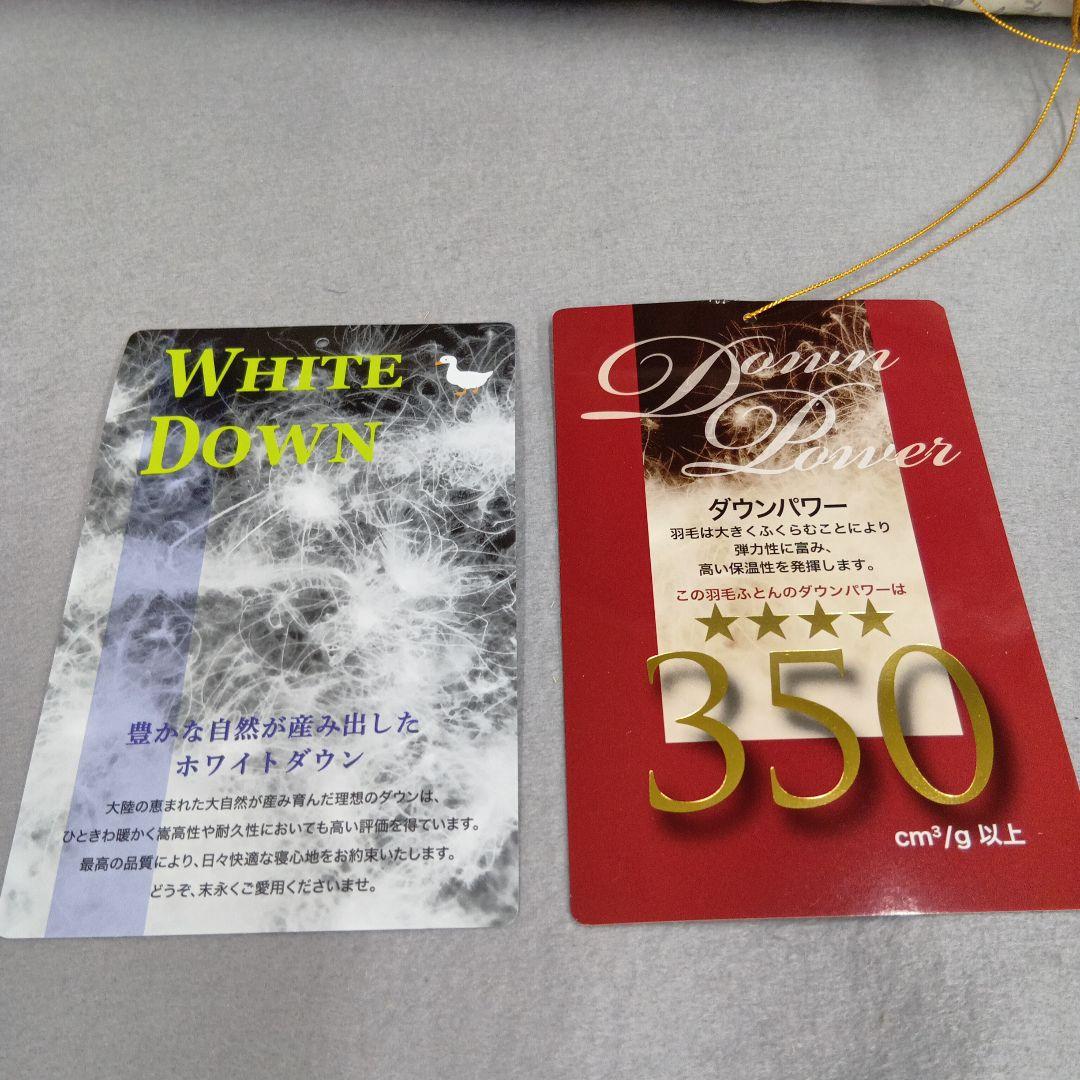 WHITE
DOWN
豊かな自然が産み出した
ホワイトダウン
大陸の恵まれた大自然が産み育んだ理想のダウンは、
ひときわ暖かく嵩高性や耐久性においても高い評価を得ています。
最高の品質により、日々快適な寝心地をお約束いたします。
どうぞ、末永くご愛用くださいませ。
Down
Power
ダウンパワー
羽毛は大きくふくらむことにより
弾力性に富み、
高い保温性を発揮します。
この羽毛ふとんのダウンパワーは
★★★★
350
cm³/g 以上